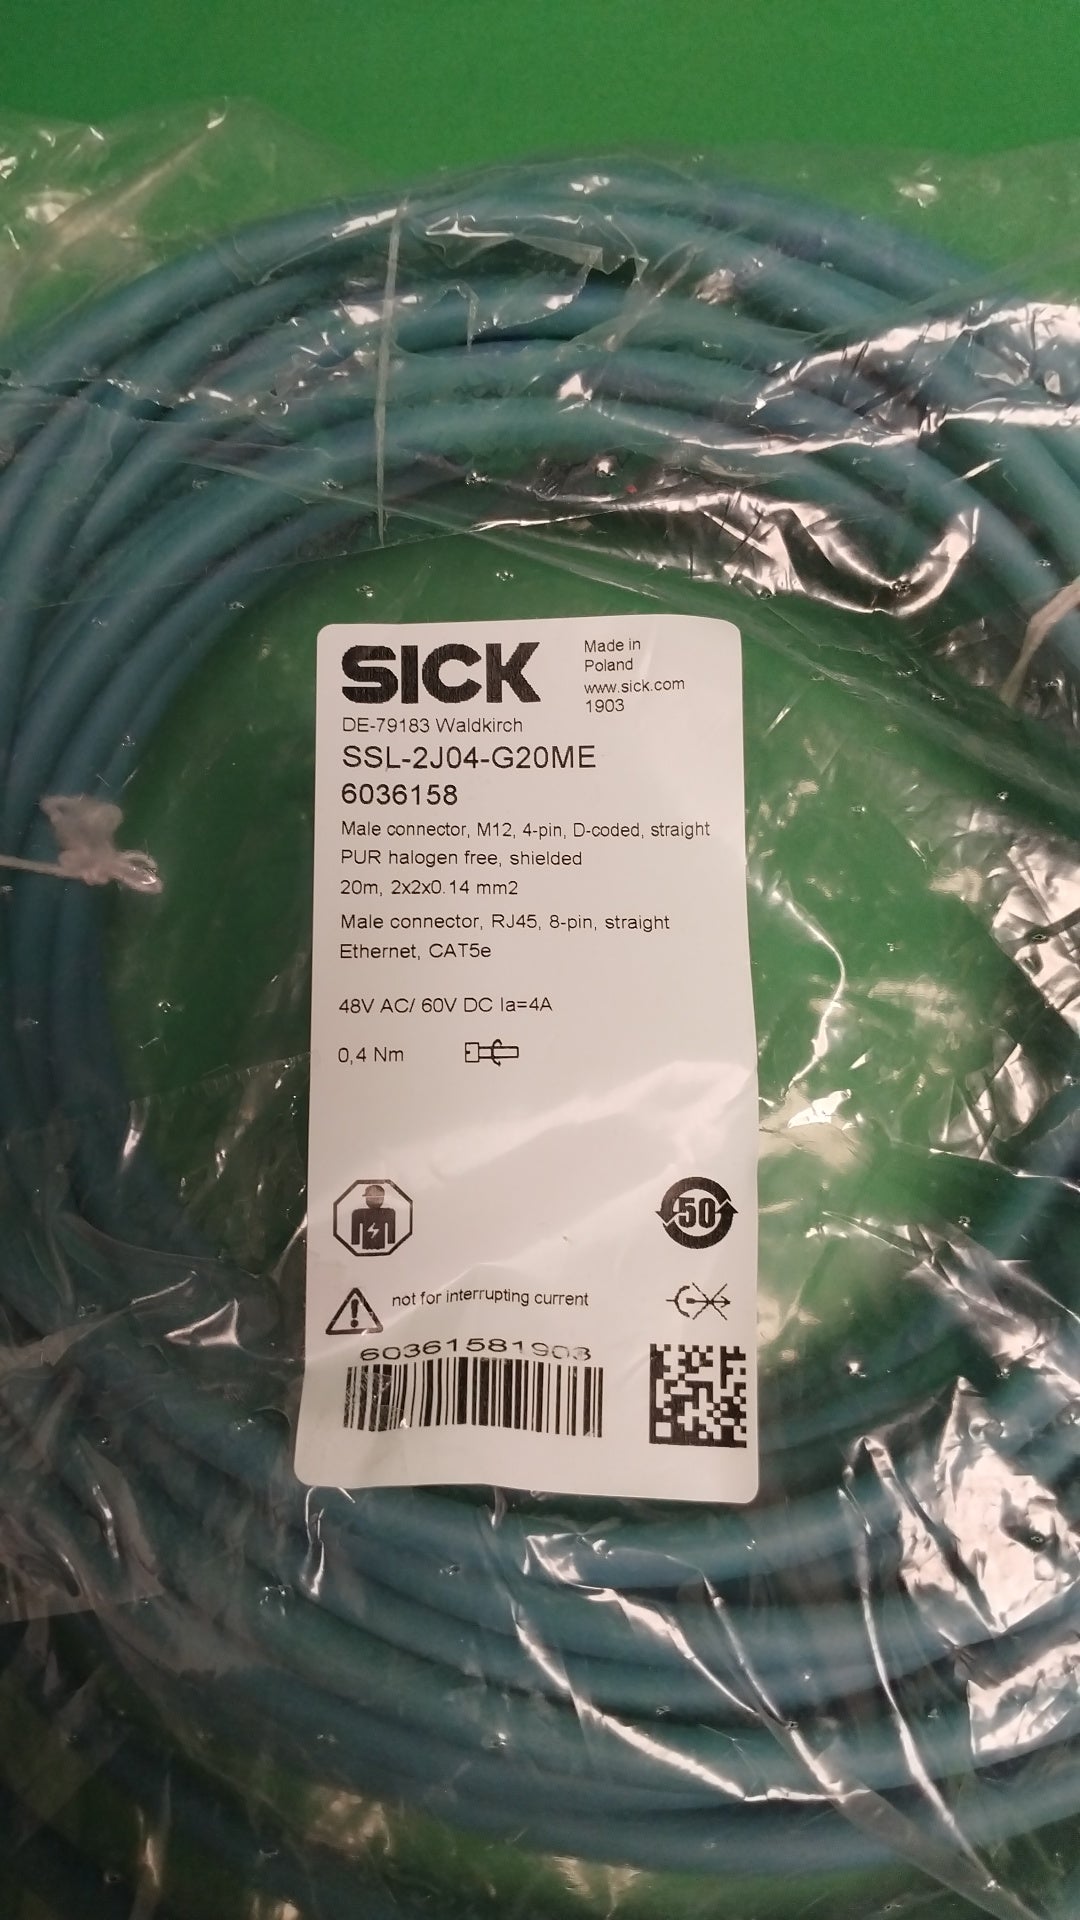 SICK
Made in
Poland
www.sick.com
1903
DE-79183 Waldkirch
SSL-2J04-G20ME
6036158
Male connector, M12, 4-pin, D-coded, straight
PUR halogen free, shielded
20m, 2x2x0.14 mm2
Male connector, RJ45, 8-pin, straight
Ethernet, CAT5e
48V AC/ 60V DC Ia=4A
0,4 Nm
50
not for interrupting current
60361581903